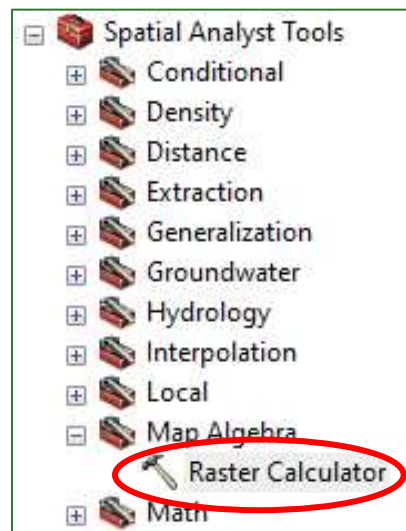 Spatial Analyst Tools
Conditional
Density
Distance
Extraction
Generalization
Groundwater
Hydrology
Interpolation
Local
Map Algebra
Raster Calculator
Math